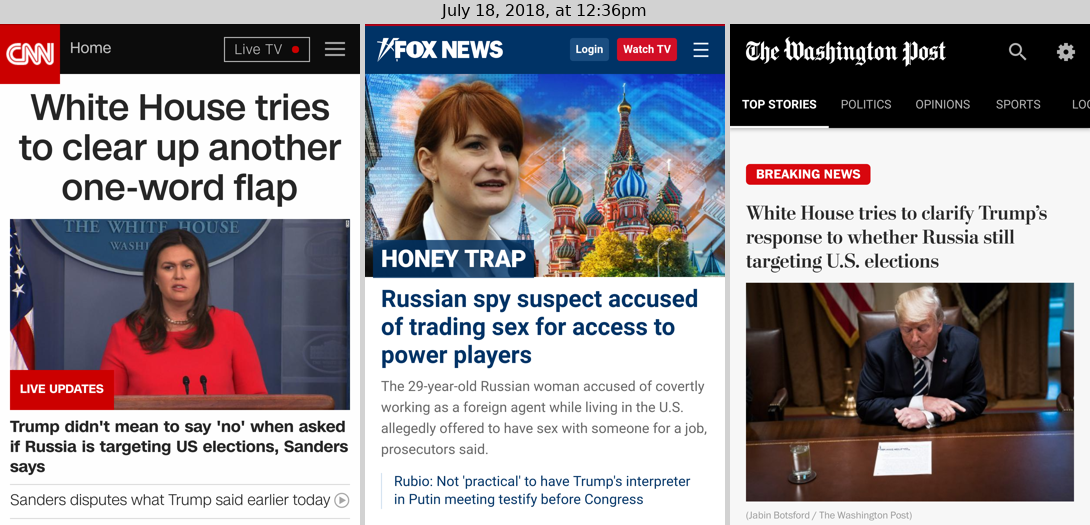 July 18, 2018, at 12:36pm
CNN
Home
Live TV
White House tries
to clear up another
one-word flap
THE WHITE HOUSE
WASHI
LIVE UPDATES
Trump didn't mean to say 'no' when asked
if Russia is targeting US elections, Sanders
says
Sanders disputes what Trump said earlier today
FOX NEWS
Login
Watch TV
HONEY TRAP
Russian spy suspect accused
of trading sex for access to
power players
The 29-year-old Russian woman accused of covertly
working as a foreign agent while living in the U.S.
allegedly offered to have sex with someone for a job,
prosecutors said.
Rubio: Not 'practical' to have Trump's interpreter
in Putin meeting testify before Congress
The Washington Post
TOP STORIES
POLITICS
OPINIONS
SPORTS
LOC
BREAKING NEWS
White House tries to clarify Trump’s
response to whether Russia still
targeting U.S. elections
(Jabin Botsford / The Washington Post)